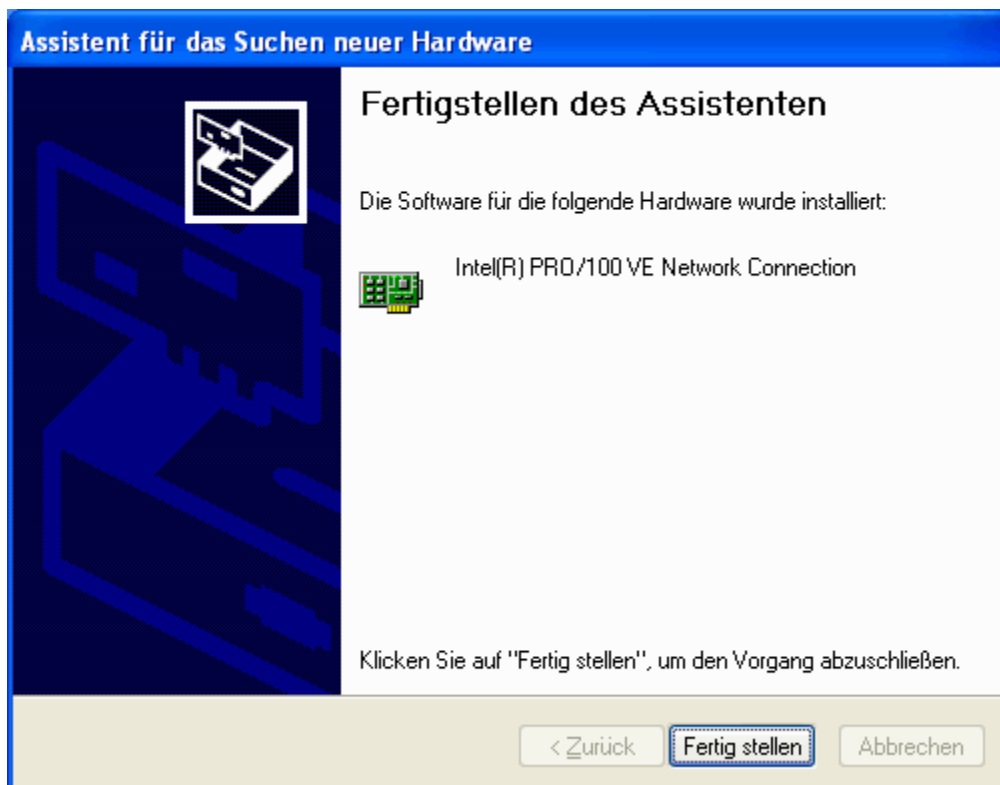 Assistent für das Suchen neuer Hardware
Fertigstellen des Assistenten
Die Software für die folgende Hardware wurde installiert:
Intel(R) PRO/100 VE Network Connection
Klicken Sie auf "Fertig stellen", um den Vorgang abzuschließen.
< Zurück
Fertig stellen
Abbrechen